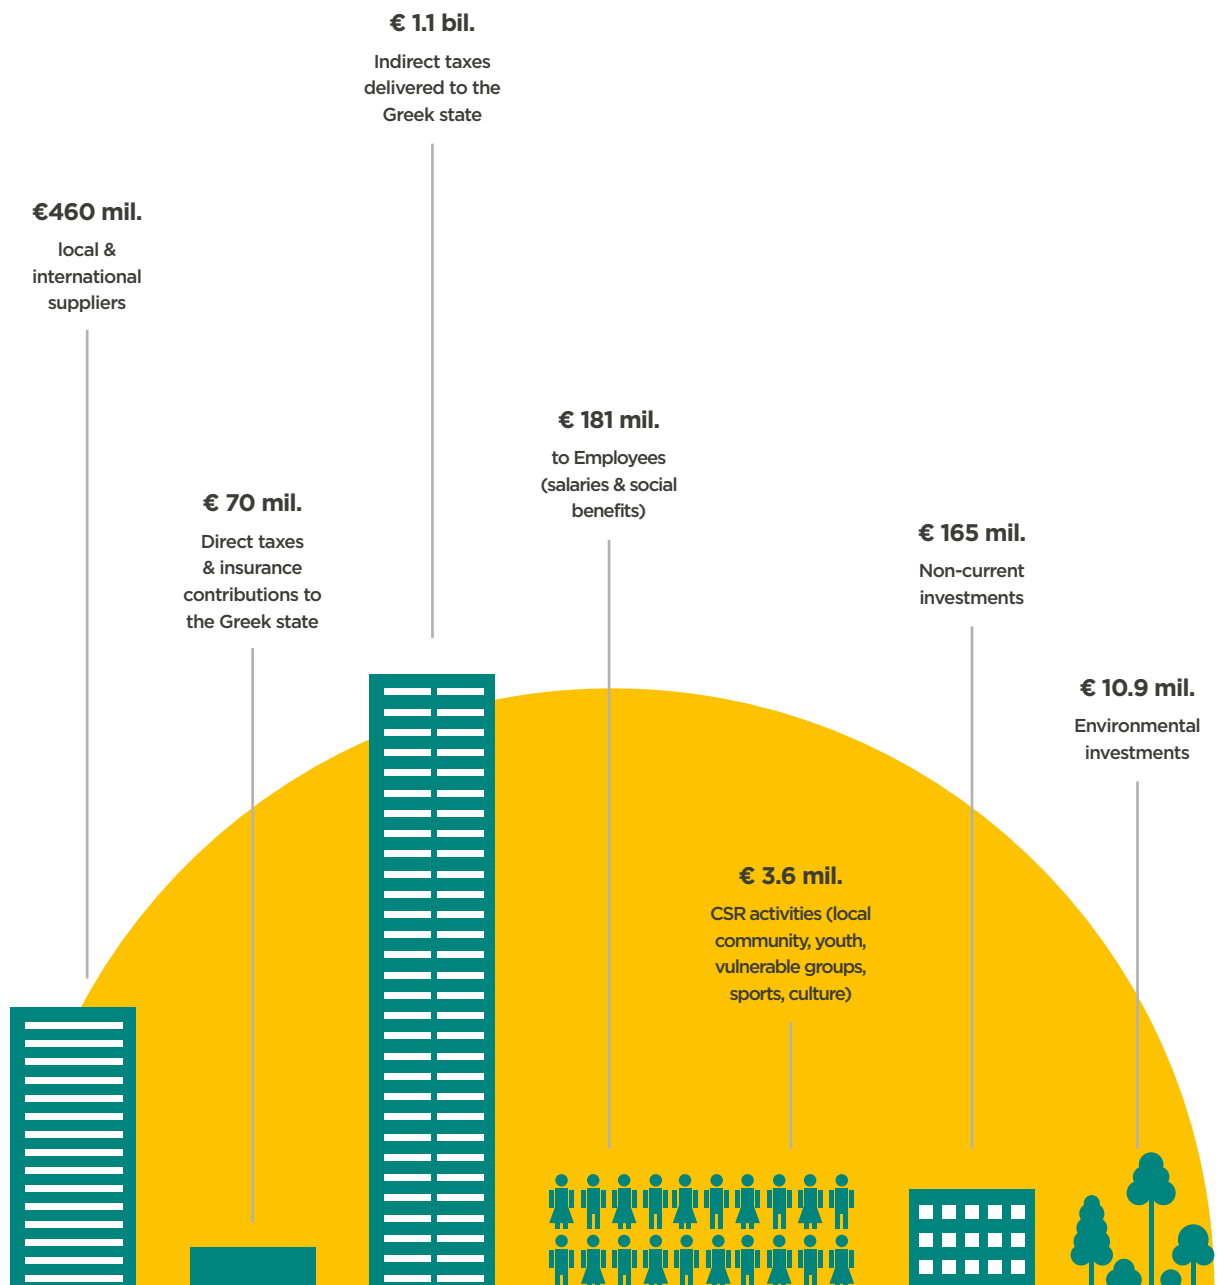 € 1.1 bil.
Indirect taxes
delivered to the
Greek state
€460 mil.
local &
international
suppliers
€ 181 mil.
to Employees
(salaries & social
benefits)
€ 70 mil.
Direct taxes
& insurance
contributions to
the Greek state
€ 165 mil.
Non-current
investments
€ 10.9 mil.
Environmental
investments
€ 3.6 mil.
CSR activities (local
community, youth,
vulnerable groups,
sports, culture)